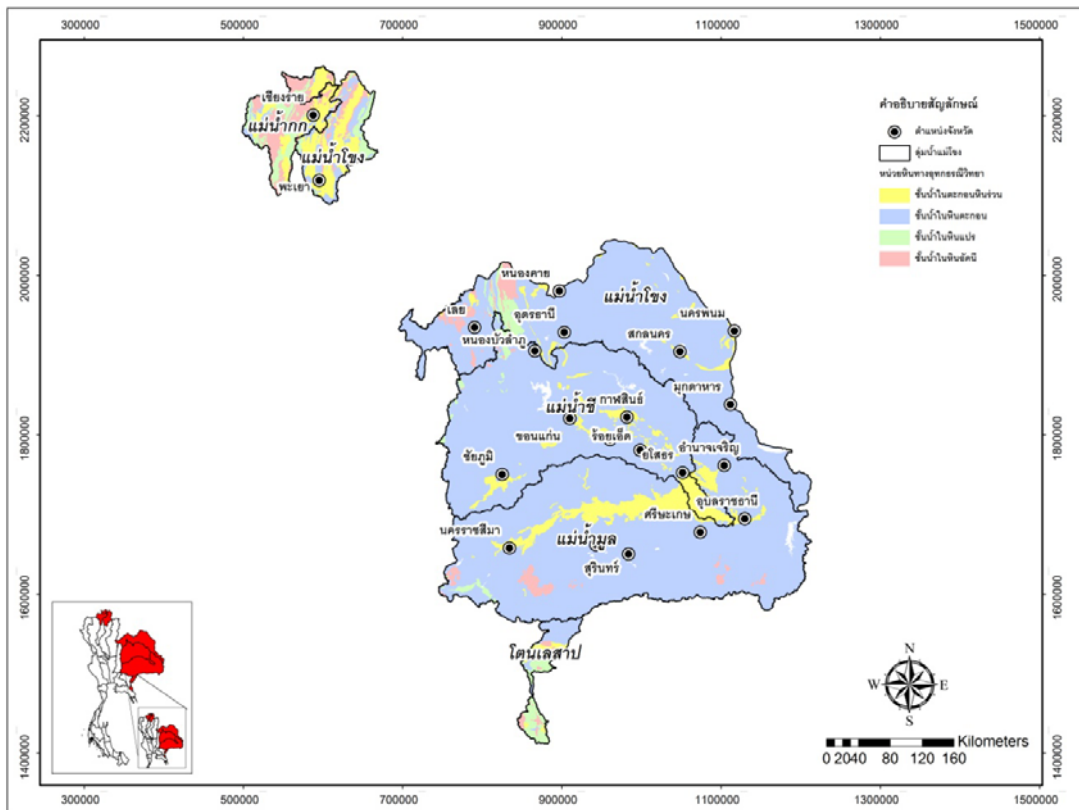 300000 500000 700000 900000 1100000 1300000 1500000
2200000 2200000
2000000 2000000
1800000 1800000
1600000 1600000
1400000 1400000
เชียงราย
แม่น้ำกก
แม่น้ำโขง
พะเยา
คำอธิบายสัญลักษณ์
ตำแหน่งจังหวัด
ลุ่มน้ำแม่โขง
หน่วยหินทางอุทกธรณีวิทยา
ชั้นน้ำในตะกอนหินร่วน
ชั้นน้ำในหินตะกอน
ชั้นน้ำในหินแปร
ชั้นน้ำในหินอัคนี
หนองคาย
แม่น้ำโขง
เลย
อุดรธานี
นครพนม
หนองบัวลำภู
สกลนคร
มุกดาหาร
แม่น้ำชี
กาฬสินธุ์
ขอนแก่น
ร้อยเอ็ด
ยโสธร
อำนาจเจริญ
ชัยภูมิ
อุบลราชธานี
ศรีษะเกษ
นครราชสีมา
แม่น้ำมูล
สุรินทร์
โตนเลสาป
N
W E
S
Kilometers
0 20 40 80 120 160
300000 500000 700000 900000 1100000 1300000 1500000